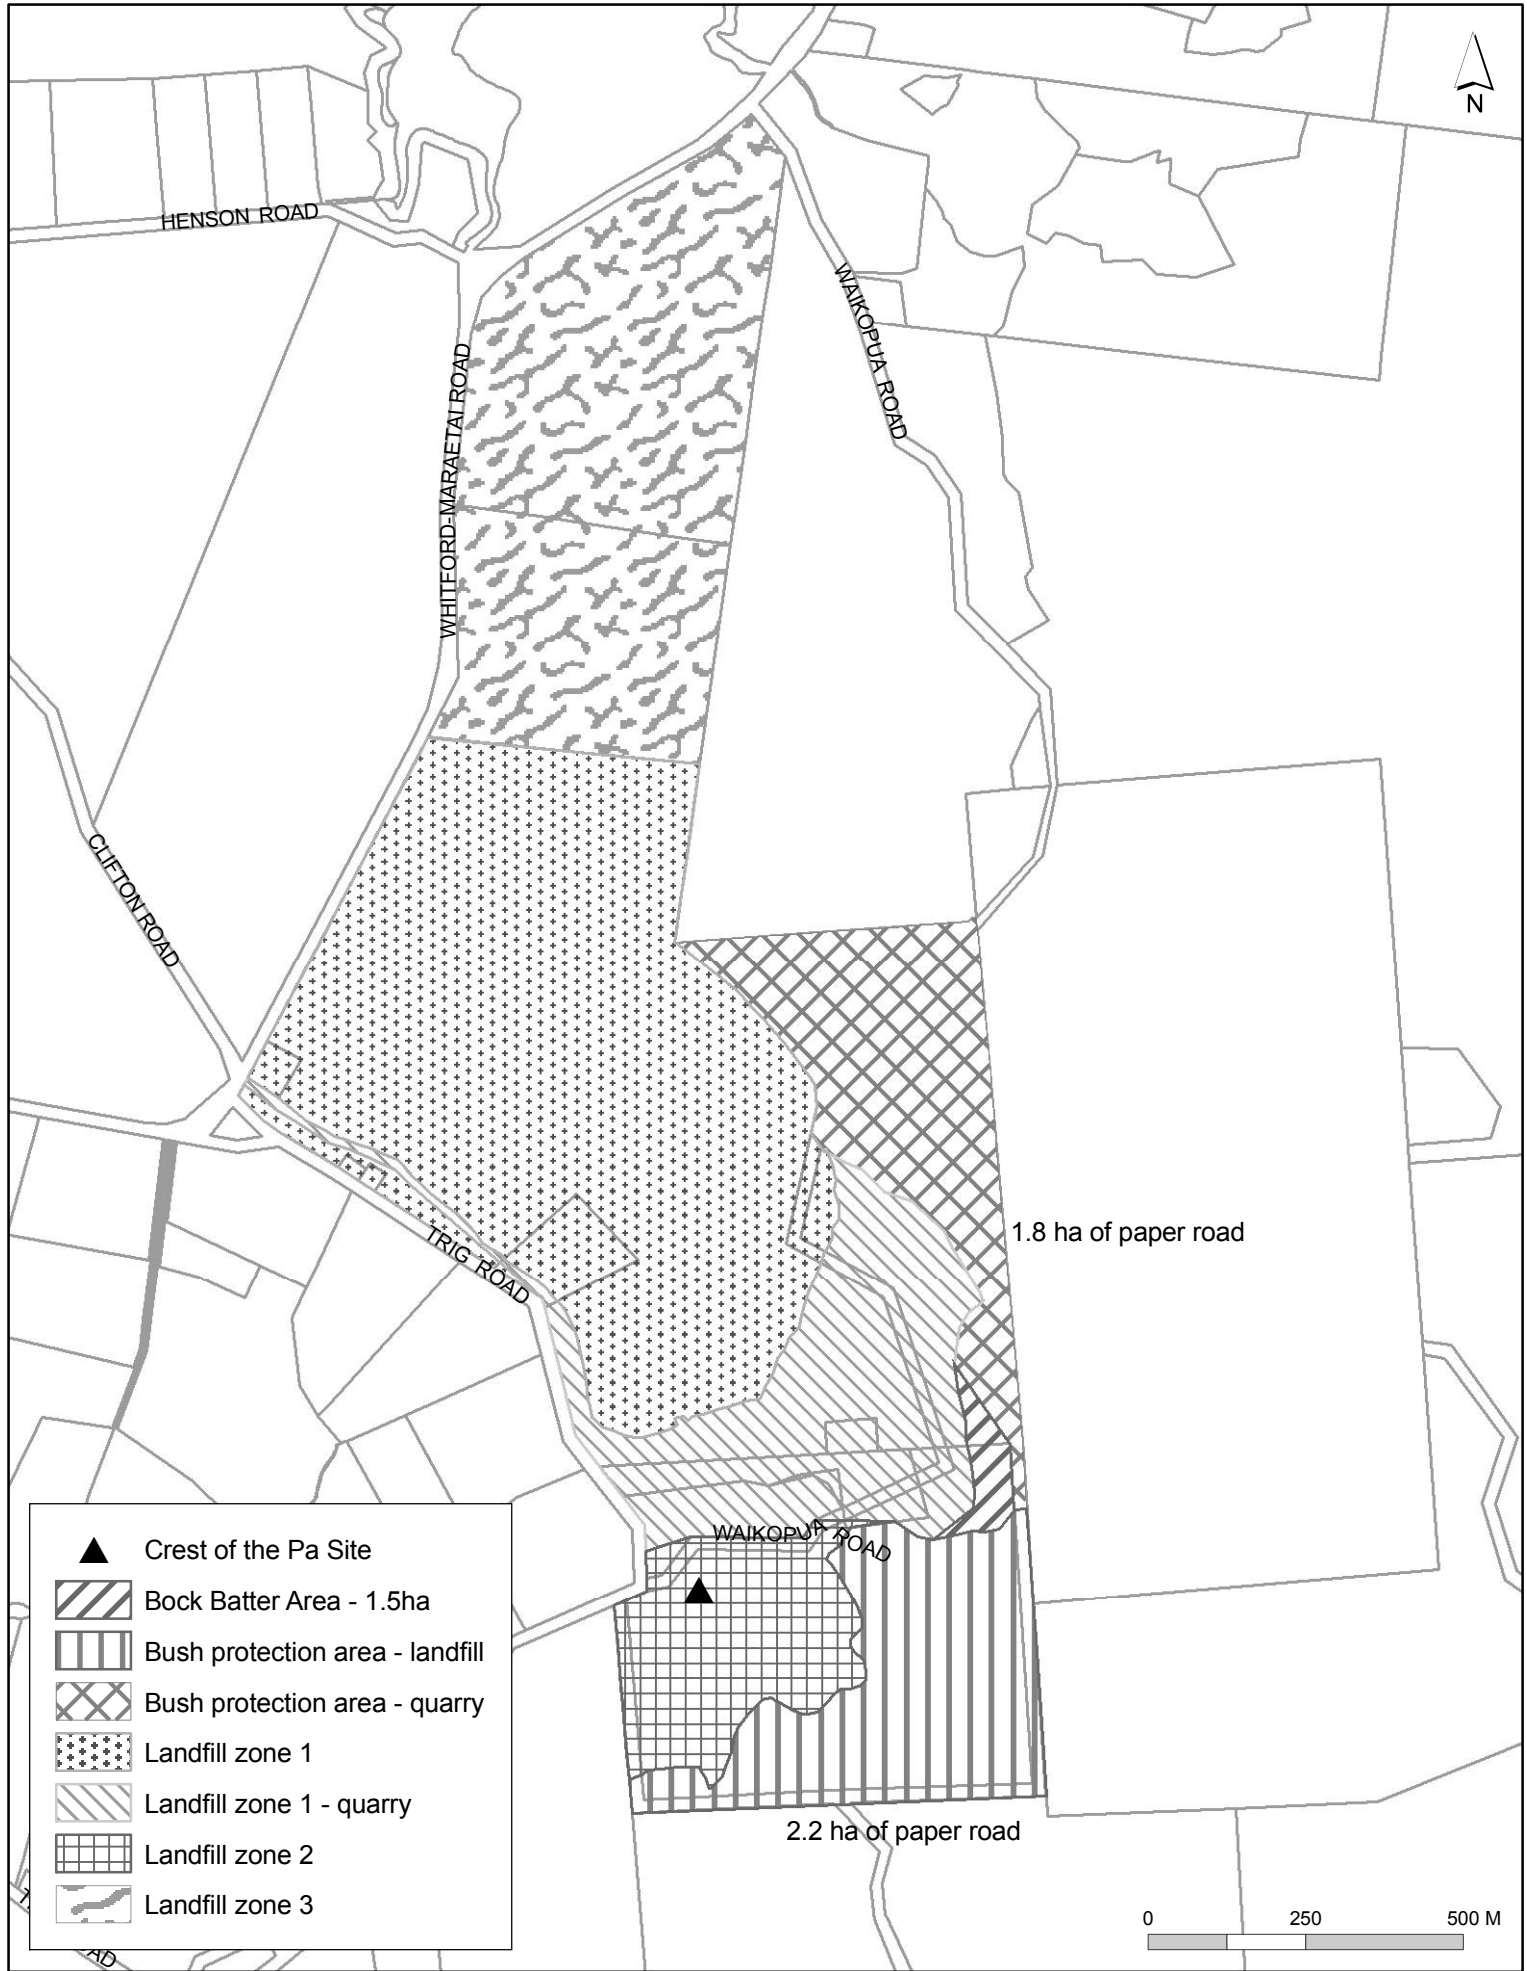 N
HENSON ROAD
WAIKOPUA ROAD
WHITFORD-MARAETAI ROAD
CLIFTON ROAD
1.8 ha of paper road
TRIG ROAD
WAIKOPUA ROAD
Crest of the Pa Site
Bock Batter Area - 1.5ha
Bush protection area - landfill
Bush protection area - quarry
Landfill zone 1
Landfill zone 1 - quarry
Landfill zone 2
Landfill zone 3
2.2 ha of paper road
0 250 500 M